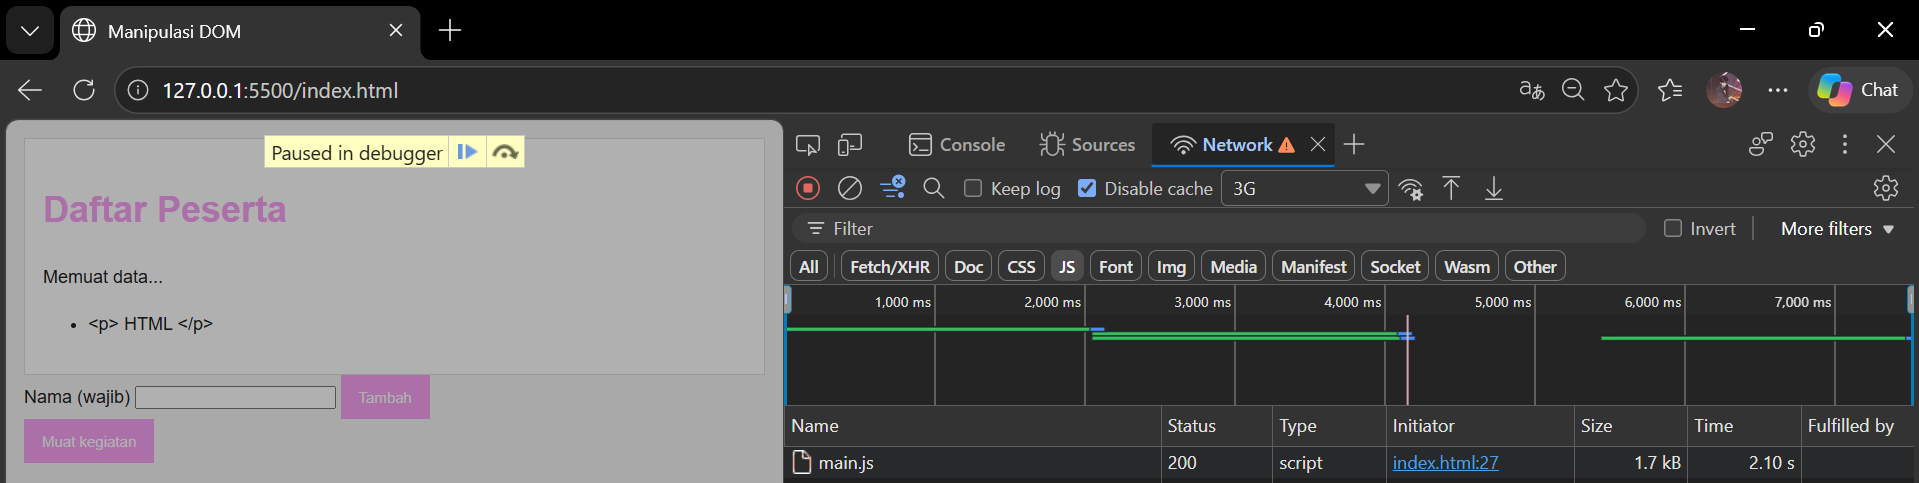 Manipulasi DOM
127.0.0.1:5500/index.html
Chat
Paused in debugger
Daftar Peserta
Memuat data...
<p> HTML </p>
Nama (wajib)
Tambah
Muat kegiatan
Console
Sources
Network
Keep log
Disable cache
3G
Filter
Invert
More filters
All
Fetch/XHR
Doc
CSS
JS
Font
Img
Media
Manifest
Socket
Wasm
Other
1,000 ms
2,000 ms
3,000 ms
4,000 ms
5,000 ms
6,000 ms
7,000 ms
Name Status Type Initiator Size Time Fulfilled by
main.js 200 script index.html:27 1.7 kB 2.10 s